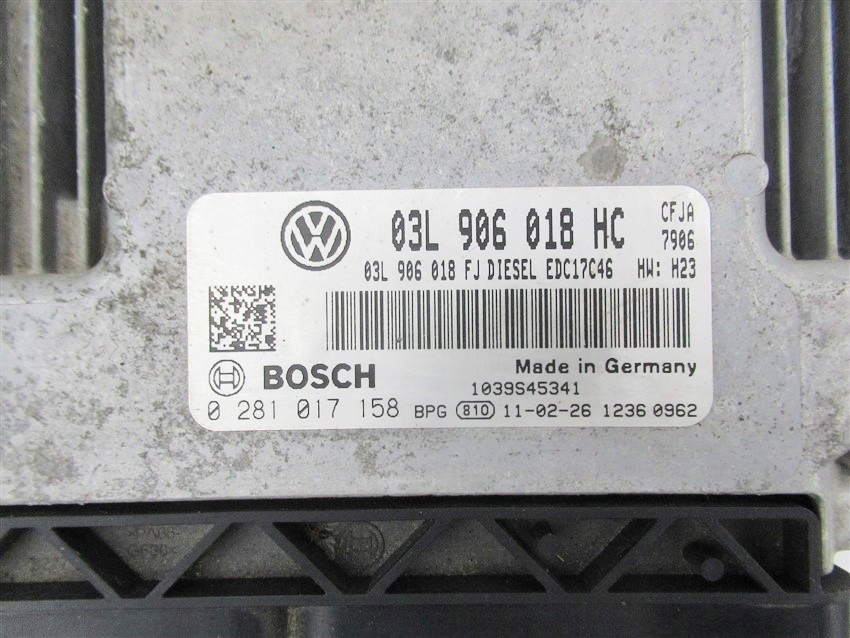 03L 906 018 HC CFJA
7906
03L 906 018 FJ DIESEL EDC17C46 HW: H23
BOSCH Made in Germany
1039S45341
0 281 017 158 BPG 810 11-02-26 1236 0962